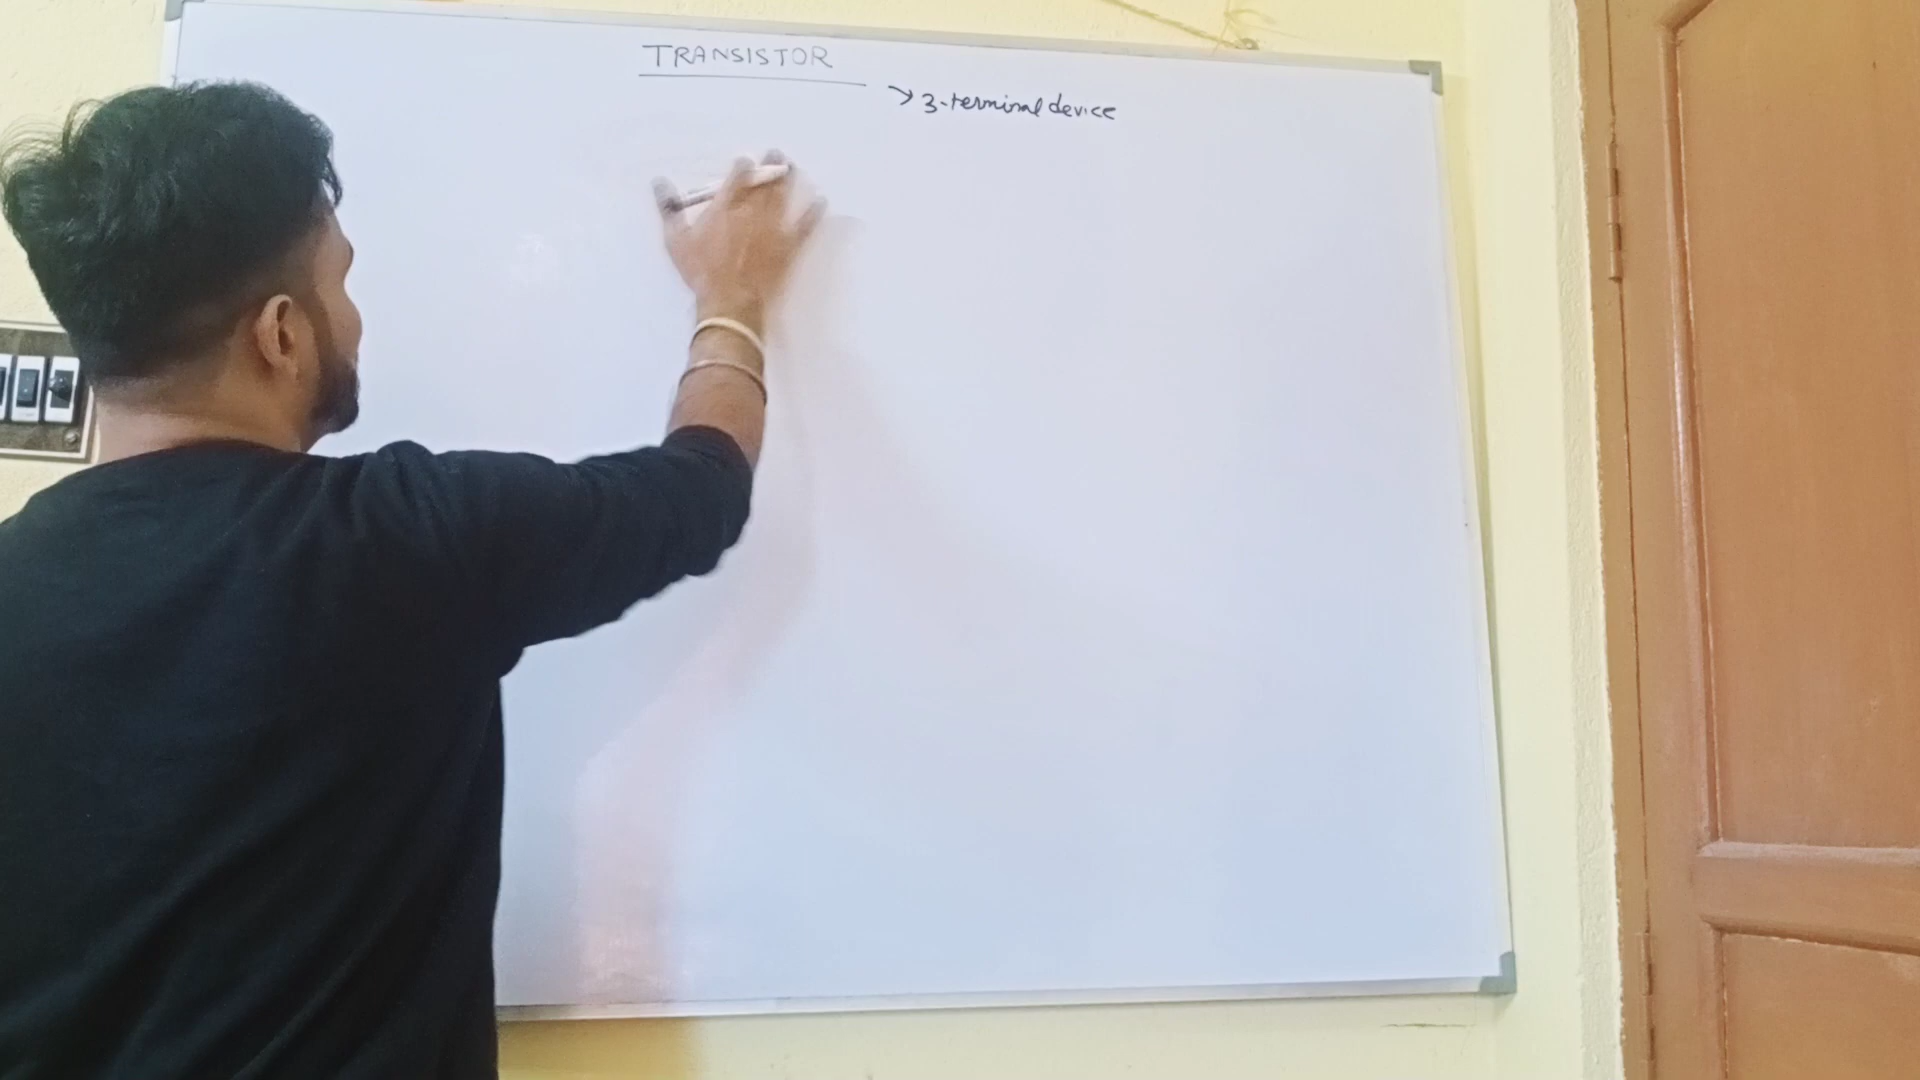 TRANSISTOR
→ 3-terminal device